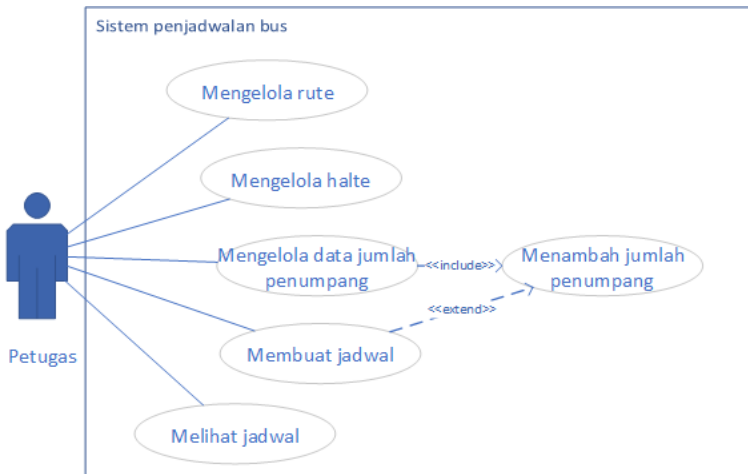 Sistem penjadwalan bus
Mengelola rute
Mengelola halte
Mengelola data jumlah
penumpang
<<include>>
Menambah jumlah
penumpang
<<extend>>
Membuat jadwal
Petugas
Melihat jadwal